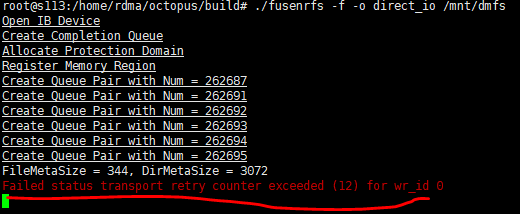 root@s113:/home/rdma/octopus/build# ./fusenrfs -f -o direct_io /mnt/dmfs
Open IB Device
Create Completion Queue
Allocate Protection Domain
Register Memory Region
Create Queue Pair with Num = 262687
Create Queue Pair with Num = 262691
Create Queue Pair with Num = 262692
Create Queue Pair with Num = 262693
Create Queue Pair with Num = 262694
Create Queue Pair with Num = 262695
FileMetaSize = 344, DirMetaSize = 3072
Failed status transport retry counter exceeded (12) for wr_id 0